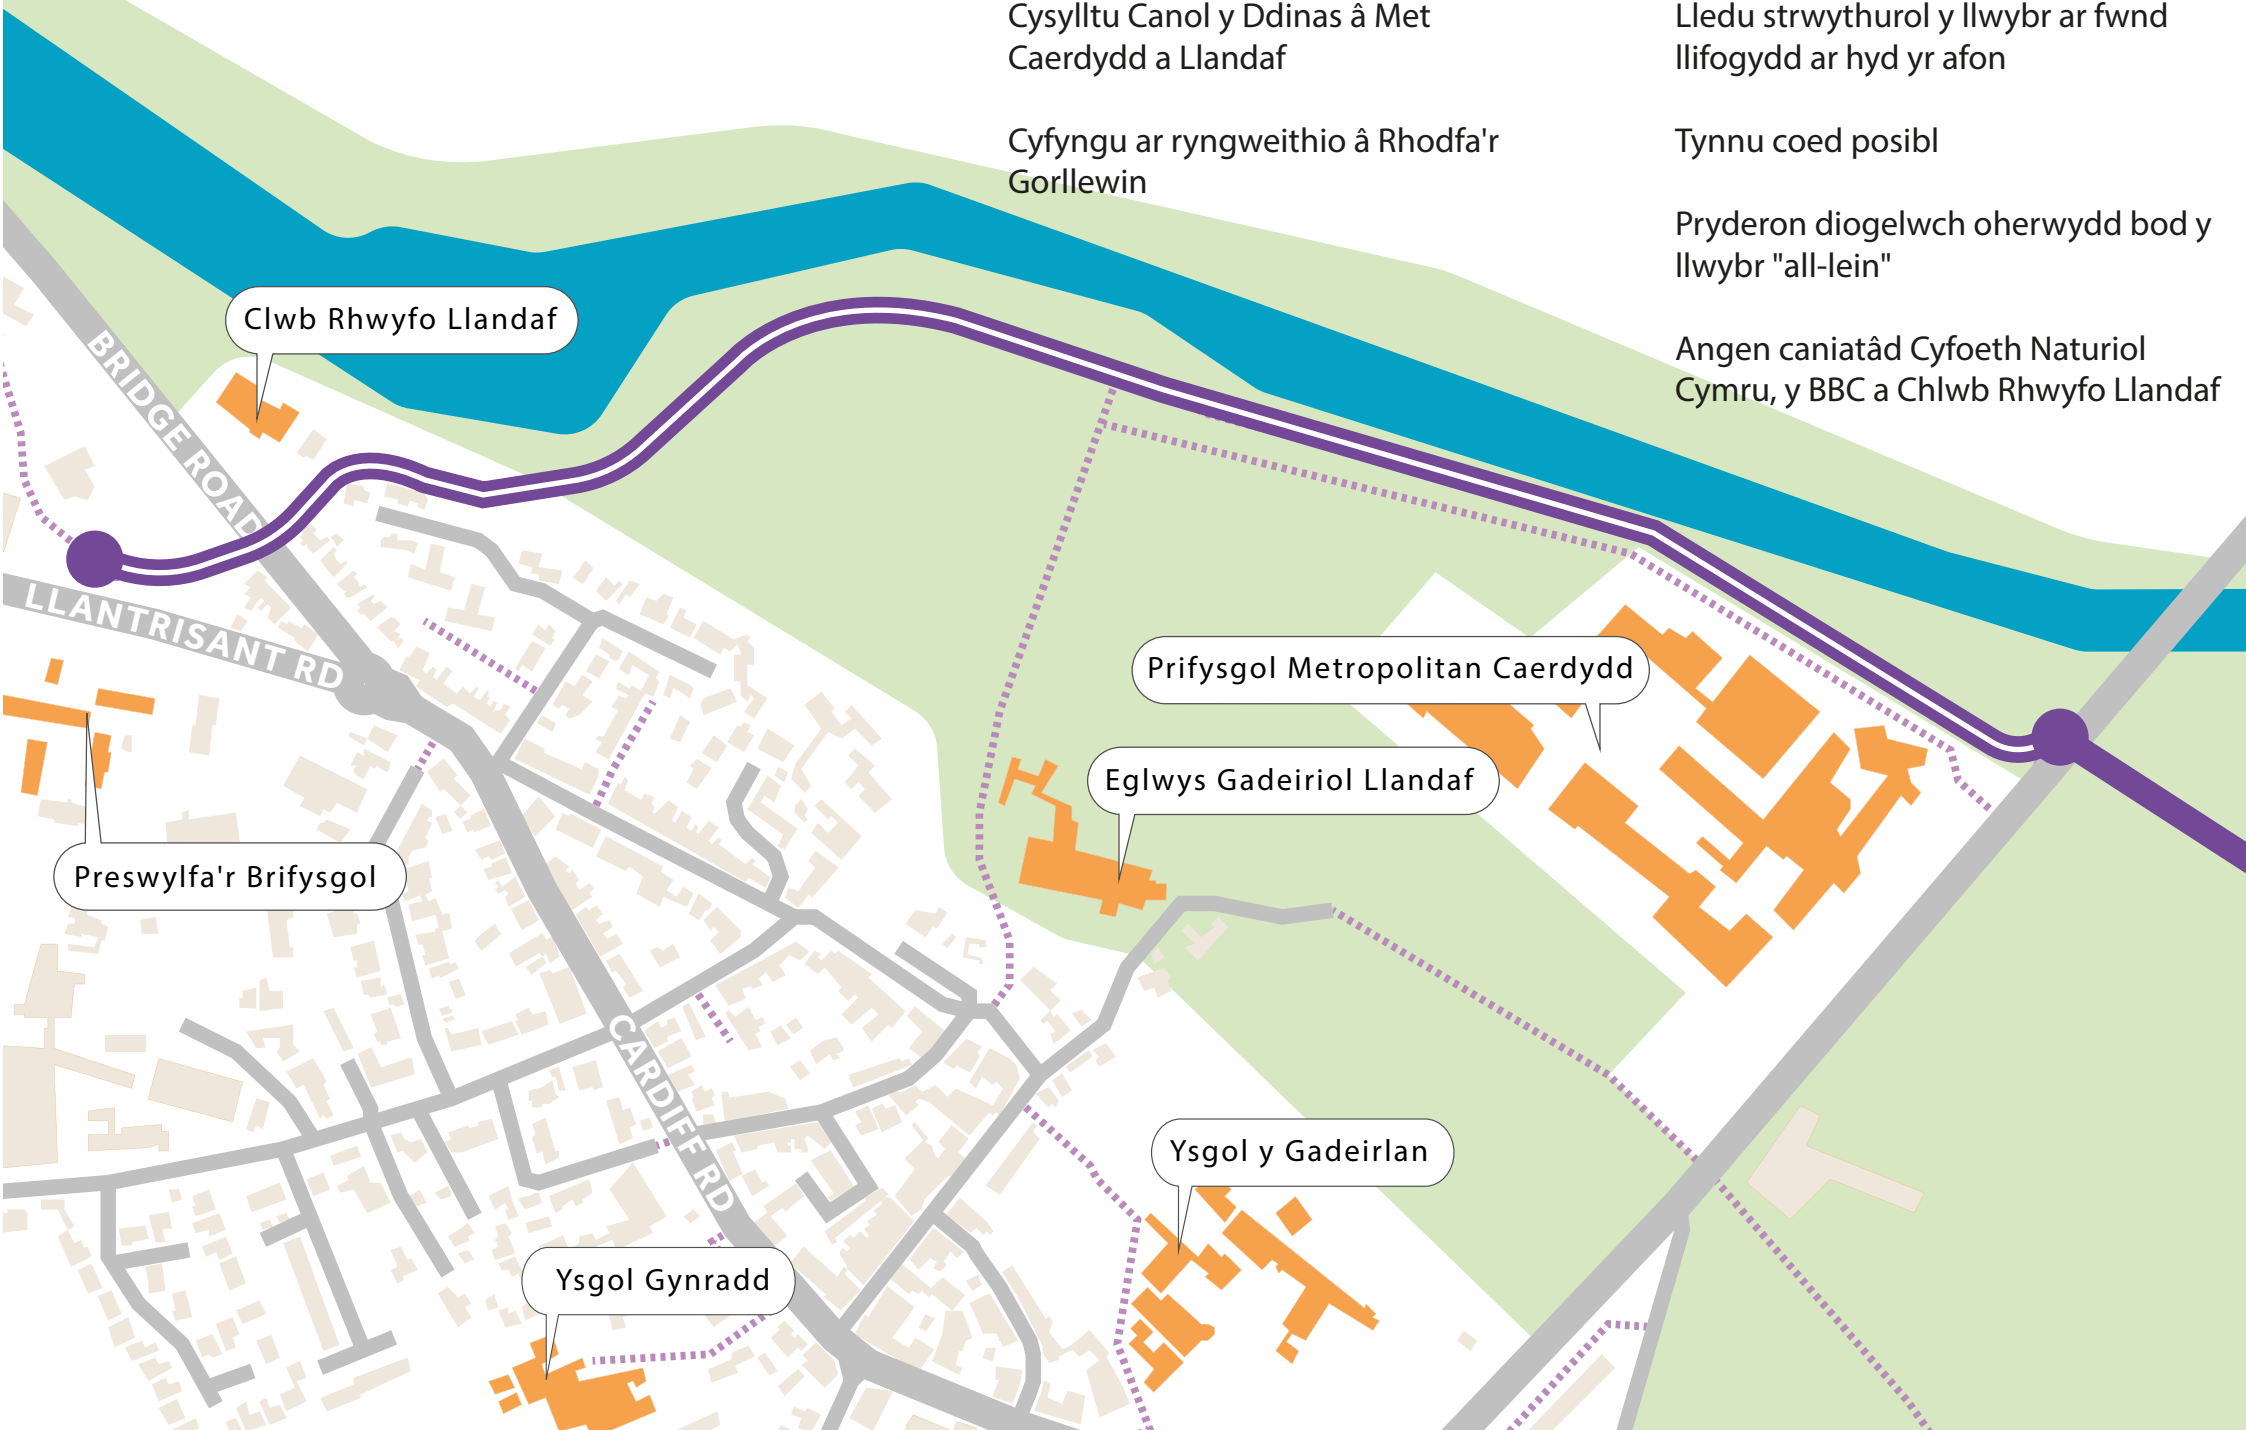 Cysylltu Canol y Ddinas â Met
Caerdydd a Llandaf
Cyfyngu ar ryngweithio â Rhodfa'r
Gorllewin
Lledu strwythurol y llwybr ar fwnd
llifogydd ar hyd yr afon
Tynnu coed posibl
Pryderon diogelwch oherwydd bod y
llwybr "all-lein"
Angen caniatâd Cyfoeth Naturiol
Cymru, y BBC a Chlwb Rhwyfo Llandaf
Clwb Rhwyfo Llandaf
BRIDGE ROAD
LLANTRISANT RD
Prifysgol Metropolitan Caerdydd
Eglwys Gadeiriol Llandaf
Preswylfa'r Brifysgol
CARDIFF RD
Ysgol y Gadeirlan
Ysgol Gynradd